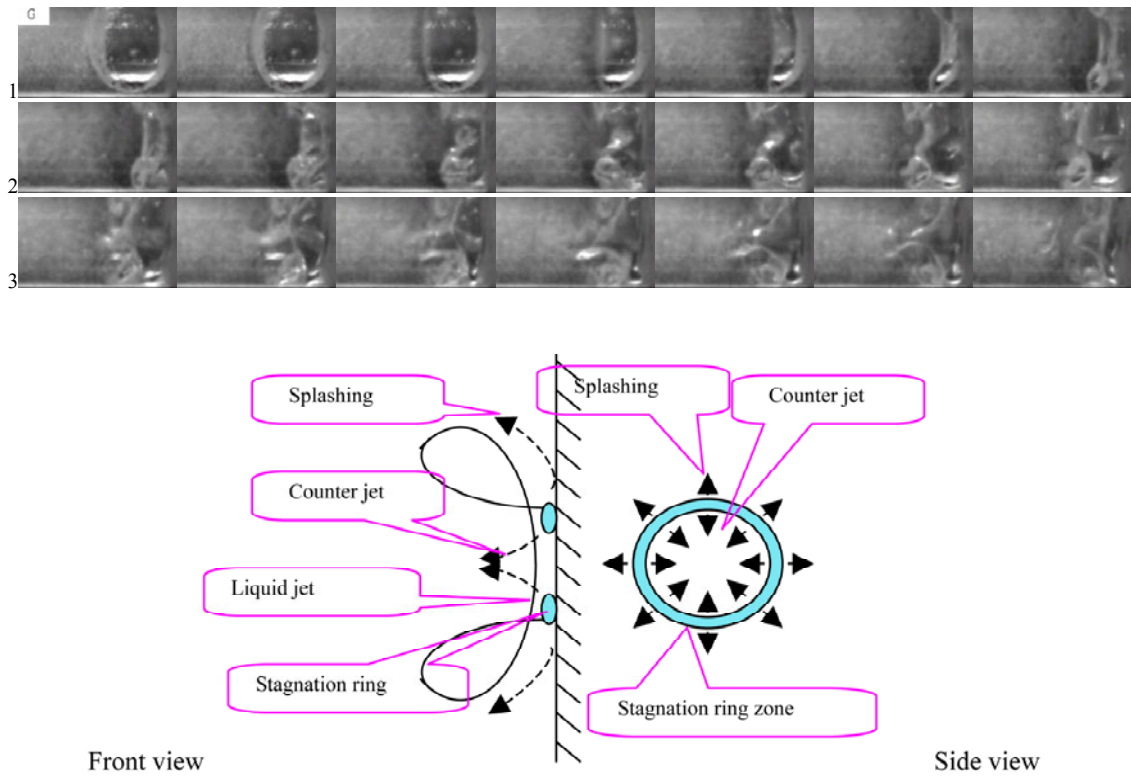 G
1
2
3
Splashing
Splashing
Counter jet
Counter jet
Liquid jet
Stagnation ring
Stagnation ring zone
Front view
Side view